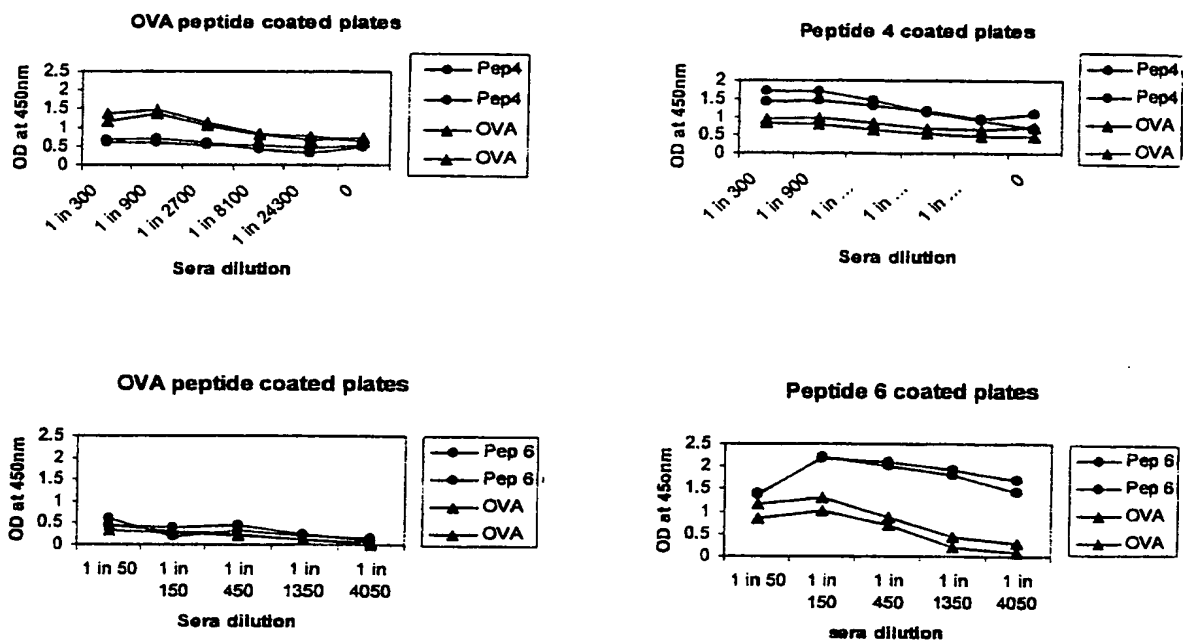 OVA peptide coated plates
OD at 450nm
2.5
2
1.5
1
0.5
0
1 in 300
1 in 900
1 in 2700
1 in 8100
1 in 24300
0
Sera dilution
Pep4
Pep4
OVA
OVA
Peptide 4 coated plates
OD at 450nm
2
1.5
1
0.5
0
1 in 300
1 in 900
1 in ...
1 in ...
1 in ...
0
Sera dilution
Pep4
Pep4
OVA
OVA
OVA peptide coated plates
OD at 450nm
2.5
2
1.5
1
0.5
0
1 in 50
1 in 150
1 in 450
1 in 1350
1 in 4050
Sera dilution
Pep 6
Pep 6
OVA
OVA
Peptide 6 coated plates
OD at 45onm
2.5
2
1.5
1
0.5
0
1 in 50
1 in 150
1 in 450
1 in 1350
1 in 4050
sera dilution
Pep 6
Pep 6
OVA
OVA